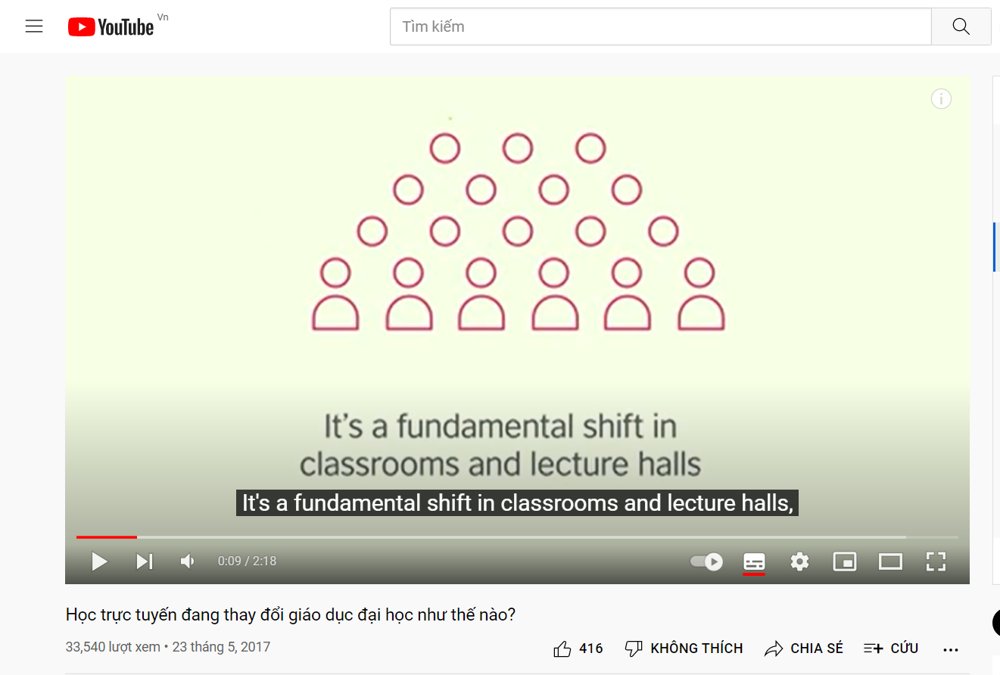 YouTube Vn
Tìm kiếm
It's a fundamental shift in
classrooms and lecture halls
It's a fundamental shift in classrooms and lecture halls,
0:09 / 2:18
Học trực tuyến đang thay đổi giáo dục đại học như thế nào?
33,540 lượt xem • 23 tháng 5, 2017
416 KHÔNG THÍCH CHIA SẺ CỨU